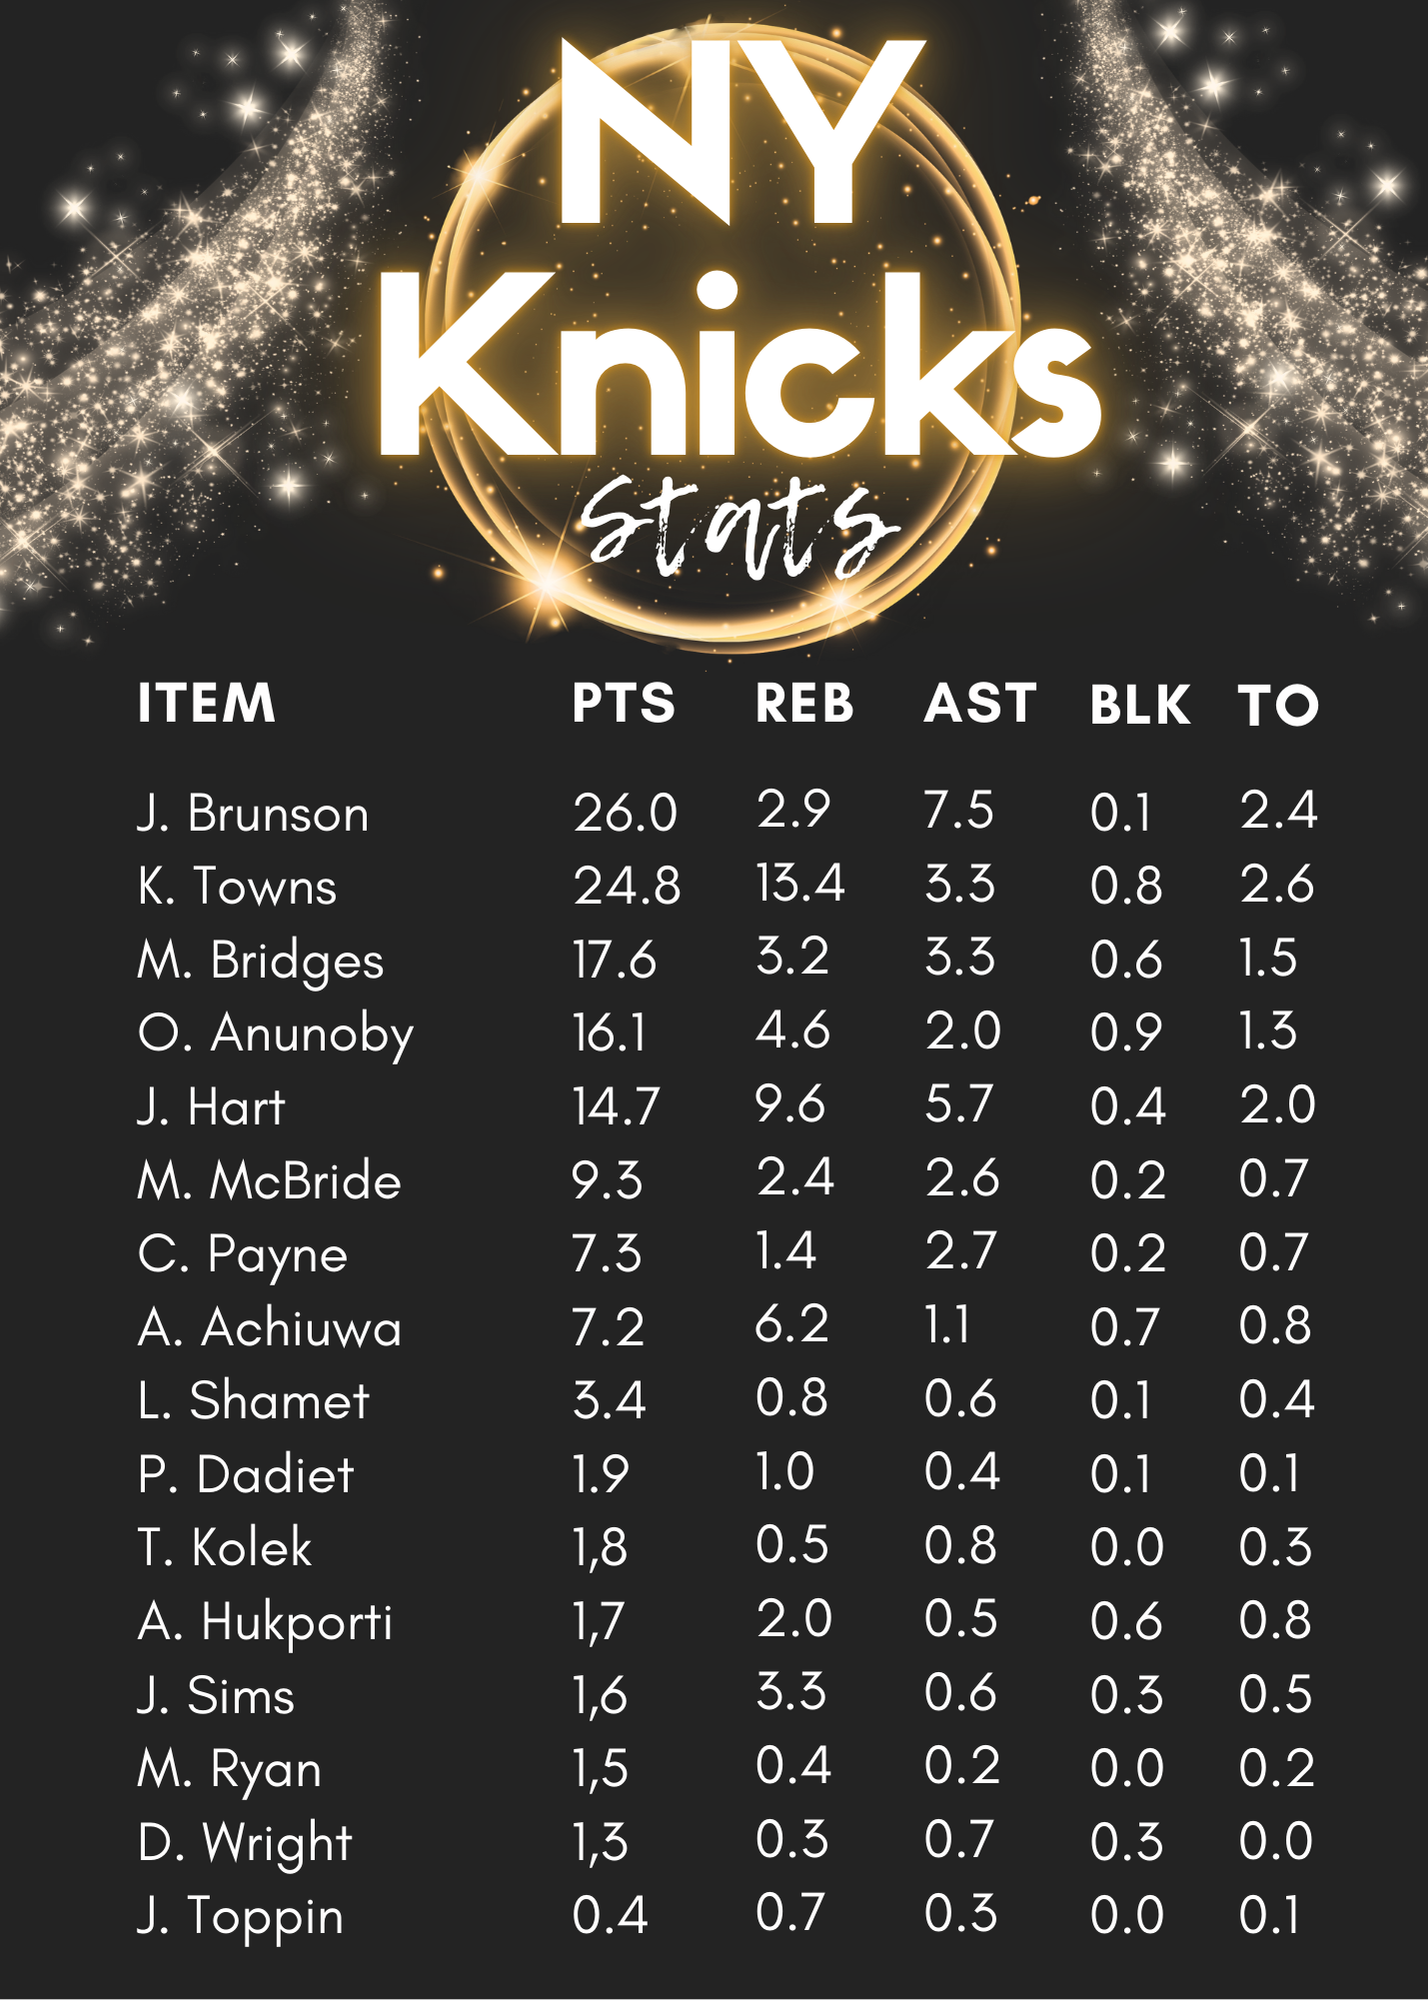 NY
Knicks
stats
ITEM PTS REB AST BLK TO
J. Brunson 26.0 2.9 7.5 0.1 2.4
K. Towns 24.8 13.4 3.3 0.8 2.6
M. Bridges 17.6 3.2 3.3 0.6 1.5
O. Anunoby 16.1 4.6 2.0 0.9 1.3
J. Hart 14.7 9.6 5.7 0.4 2.0
M. McBride 9.3 2.4 2.6 0.2 0.7
C. Payne 7.3 1.4 2.7 0.2 0.7
A. Achiuwa 7.2 6.2 1.1 0.7 0.8
L. Shamet 3.4 0.8 0.6 0.1 0.4
P. Dadiet 1.9 1.0 0.4 0.1 0.1
T. Kolek 1,8 0.5 0.8 0.0 0.3
A. Hukporti 1,7 2.0 0.5 0.6 0.8
J. Sims 1,6 3.3 0.6 0.3 0.5
M. Ryan 1,5 0.4 0.2 0.0 0.2
D. Wright 1,3 0.3 0.7 0.3 0.0
J. Toppin 0.4 0.7 0.3 0.0 0.1